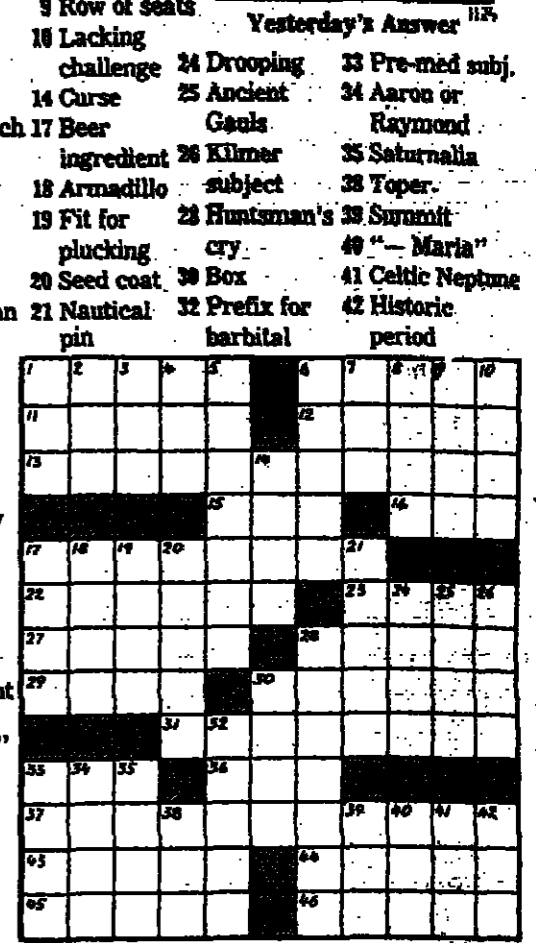 9 Row of seats
10 Lacking
challenge
14 Curse
17 Beer
ingredient
18 Armadillo
19 Fit for
plucking
20 Seed coat
21 Nautical
pin
Yesterday's Answer
24 Drooping
25 Ancient
Gauls
26 Kilmer
subject
28 Huntsman's
cry
30 Box
32 Prefix for
barbital
33 Pre-med subj.
34 Aaron or
Raymond
35 Saturnalia
38 Toper
39 Summit
40 "— Maria"
41 Celtic Neptune
42 Historic
period
1 2 3 4 5 6 7 8 9 10
11 12
13 14
15 16
17 18 19 20 21
22 23 24 25 26
27 28
29 30
31 32
33 34 35 36
37 38 39 40 41 42
43 44
45 46